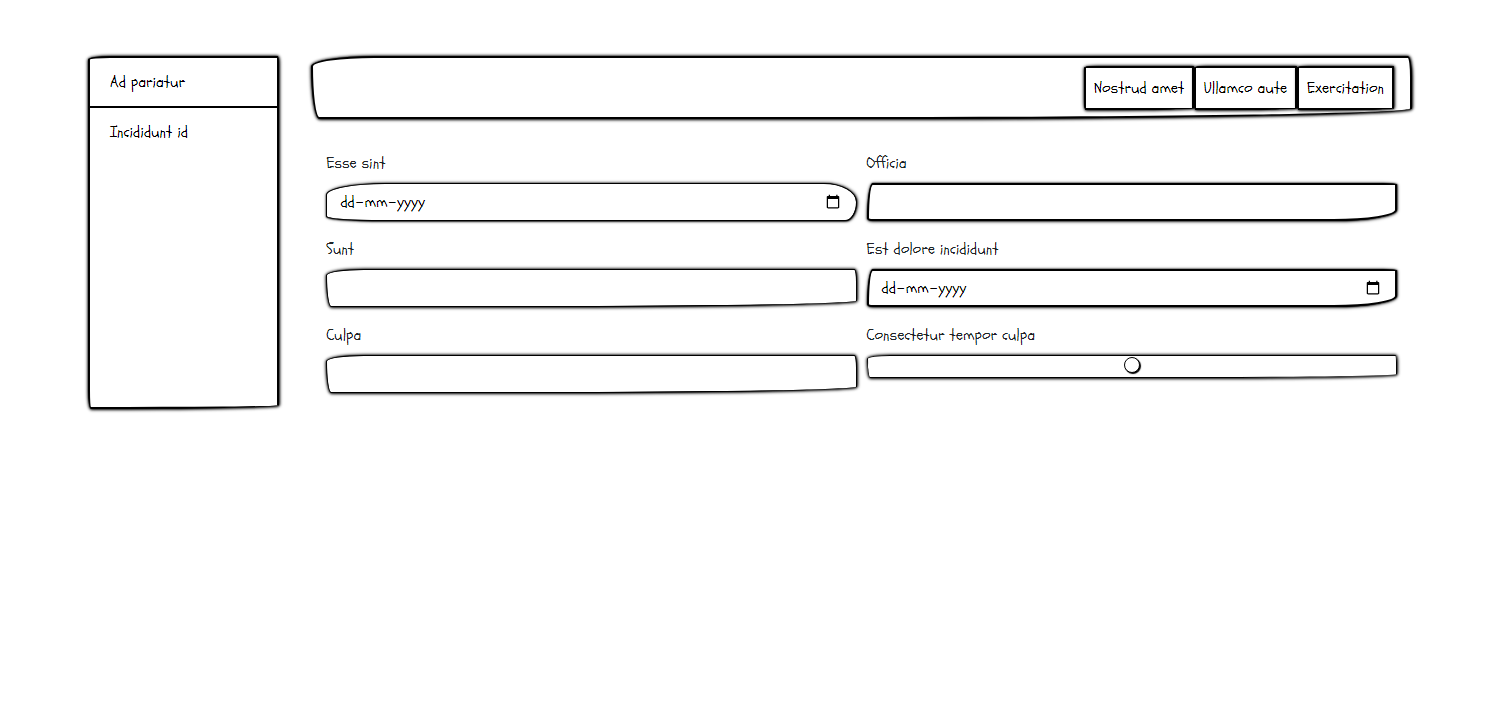 Ad pariatur
Incididunt id
Nostrud amet
Ullamco aute
Exercitation
Esse sint
dd-mm-yyyy
Officia
Sunt
Est dolore incididunt
dd-mm-yyyy
Culpa
Consectetur tempor culpa